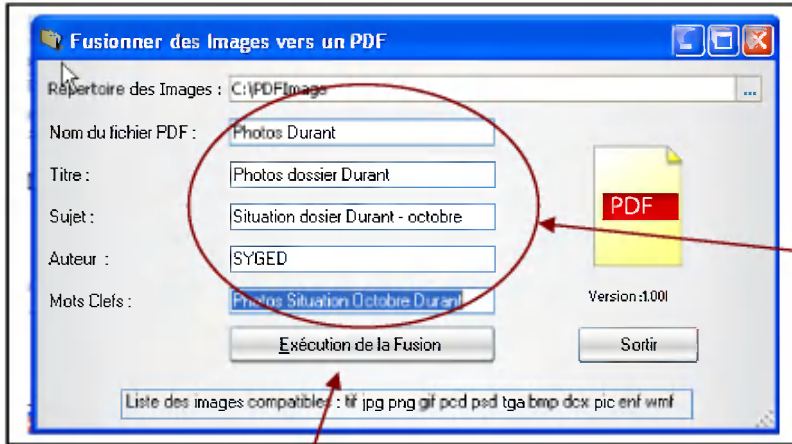 Fusionner des Images vers un PDF
Répertoire des Images : C:\PDFImage ...
Nom du fichier PDF : Photos Durant
Titre : Photos dossier Durant
Sujet : Situation dosier Durant - octobre
PDF
Auteur : SYGED
Mots Clefs : Photos Situation Octobre Durant
Version :1.00
Exécution de la Fusion
Sortir
Liste des images compatibles : tif jpg png gif pcd psd tga bmp dcx pic enf wmf